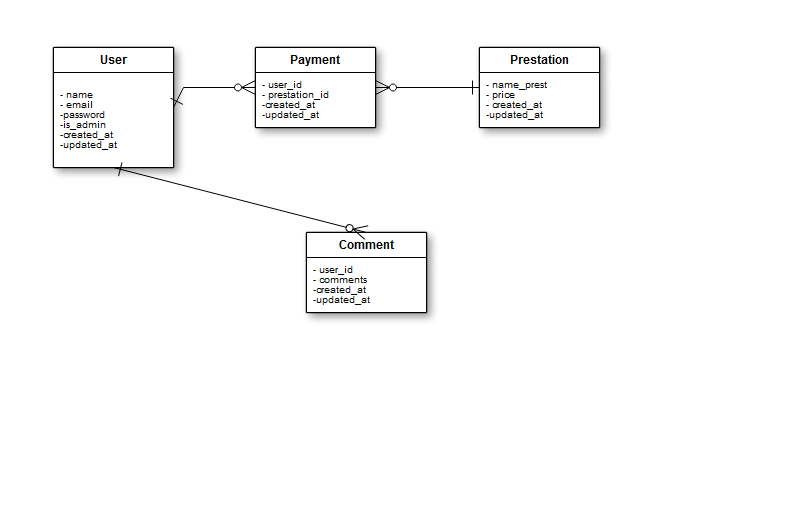 User
- name
- email
-password
-is_admin
-created_at
-updated_at
Payment
- user_id
- prestation_id
-created_at
-updated_at
Prestation
- name_prest
- price
- created_at
-updated_at
Comment
- user_id
- comments
-created_at
-updated_at